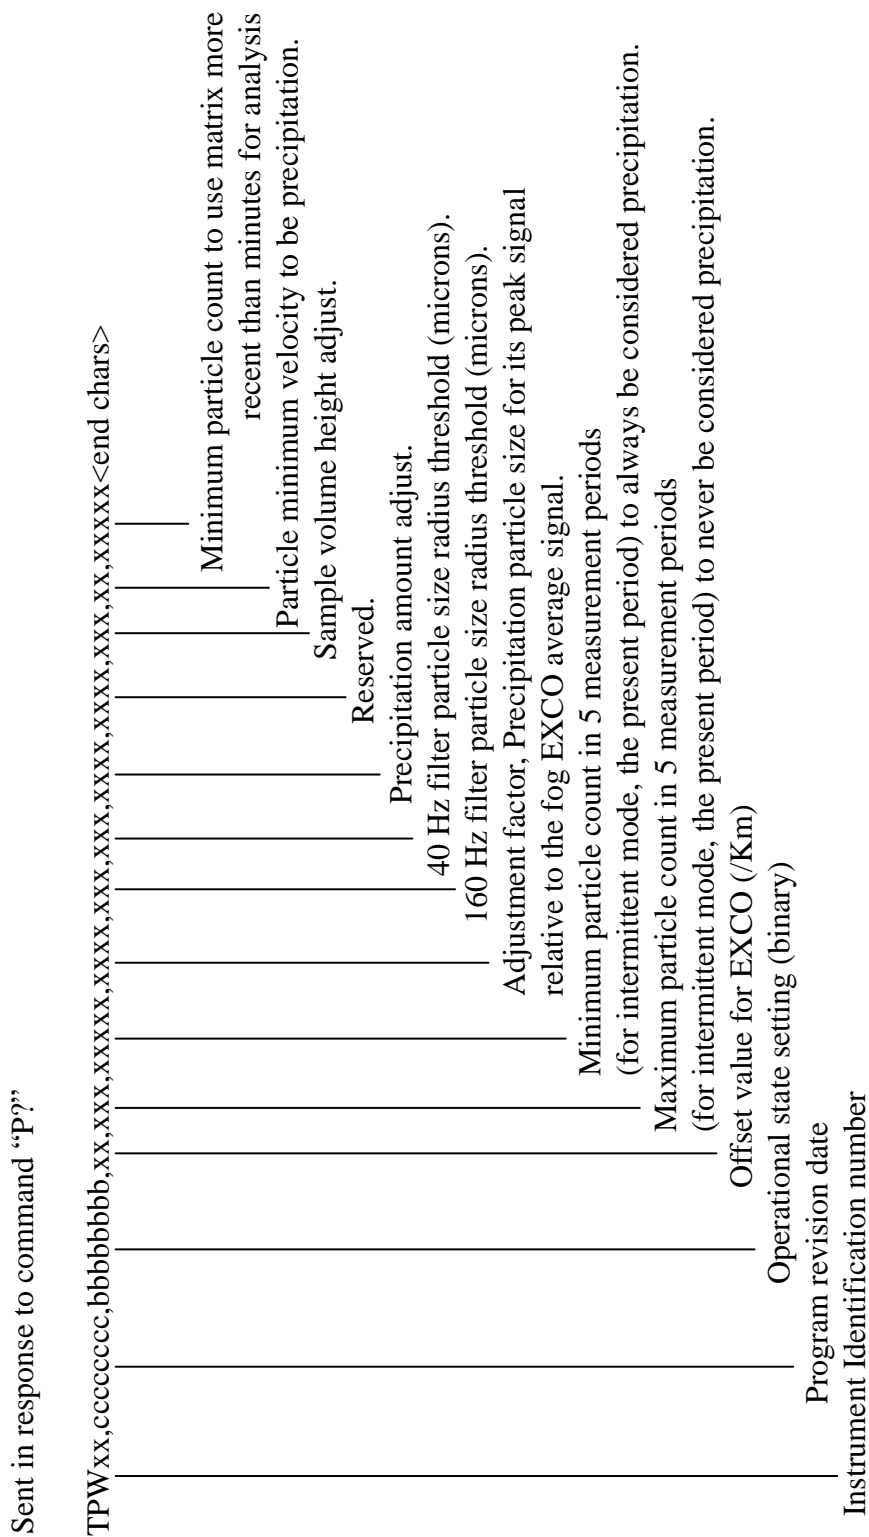 Sent in response to command “P?”
TPWxx,cccccccc,bbbbbbbb,xx,xxx,xxxxx,xxxx,xxx,xxx,xxxx,xxxx,xxx,xx,xxxxx<end chars>
Minimum particle count to use matrix more
recent than minutes for analysis
Particle minimum velocity to be precipitation.
Sample volume height adjust.
Reserved.
Precipitation amount adjust.
40 Hz filter particle size radius threshold (microns).
160 Hz filter particle size radius threshold (microns).
Adjustment factor, Precipitation particle size for its peak signal
relative to the fog EXCO average signal.
Minimum particle count in 5 measurement periods
(for intermittent mode, the present period) to always be considered precipitation.
Maximum particle count in 5 measurement periods
(for intermittent mode, the present period) to never be considered precipitation.
Offset value for EXCO (/Km)
Operational state setting (binary)
Program revision date
Instrument Identification number